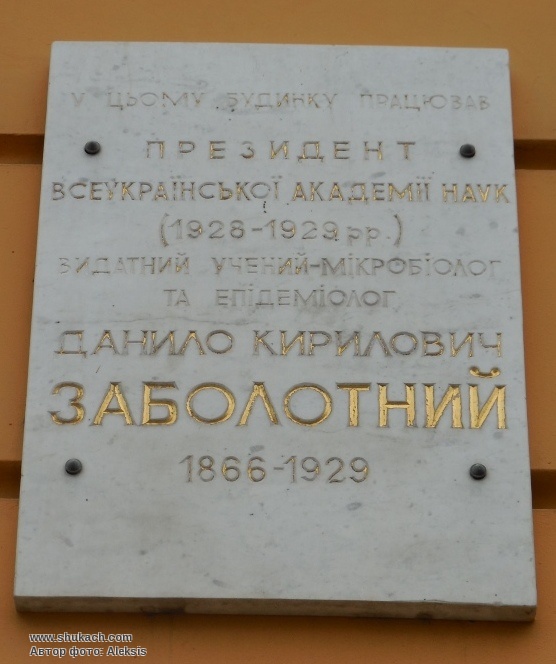 У ЦЬОМУ БУДИНКУ ПРАЦЮВАВ
ПРЕЗИДЕНТ
ВСЕУКРАЇНСЬКОЇ АКАДЕМІЇ НАУК
(1928-1929 рр.)
ВИДАТНИЙ УЧЕНИЙ-МІКРОБІОЛОГ
ТА ЕПІДЕМІОЛОГ
ДАНИЛО КИРИЛОВИЧ
ЗАБОЛОТНИЙ
1866-1929
www.shukach.com
Автор фото: Aleksis